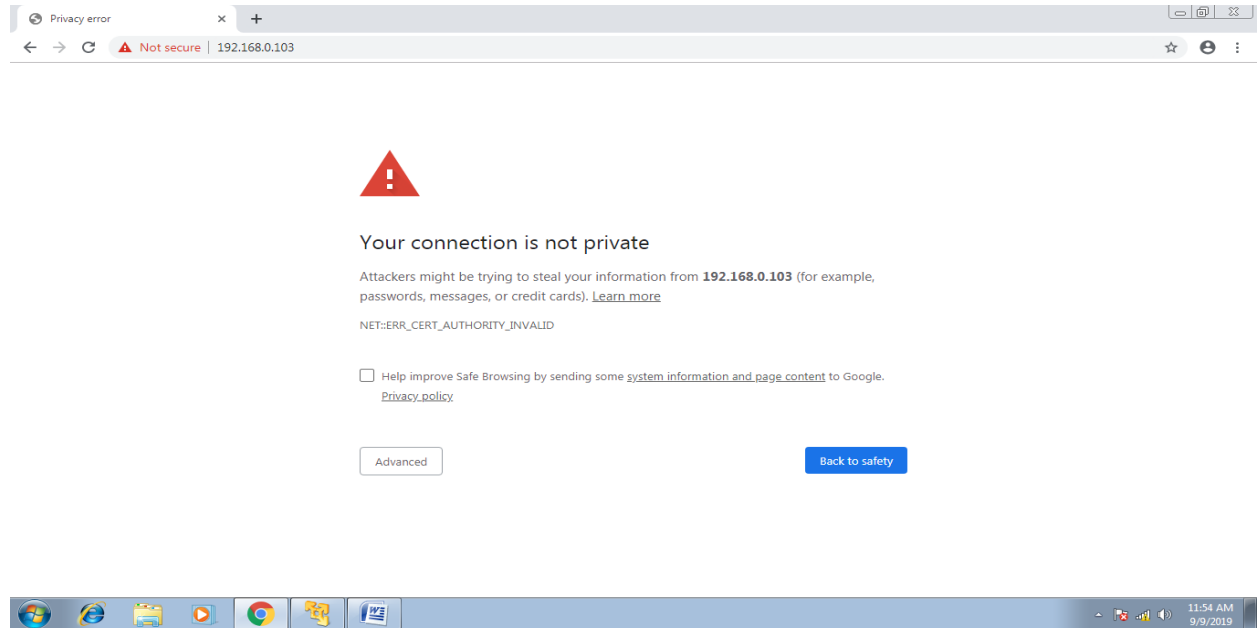 Privacy error
Not secure | 192.168.0.103
Your connection is not private
Attackers might be trying to steal your information from 192.168.0.103 (for example,
passwords, messages, or credit cards). Learn more
NET::ERR_CERT_AUTHORITY_INVALID
Help improve Safe Browsing by sending some system information and page content to Google.
Privacy policy
Advanced
Back to safety
11:54 AM
9/9/2019